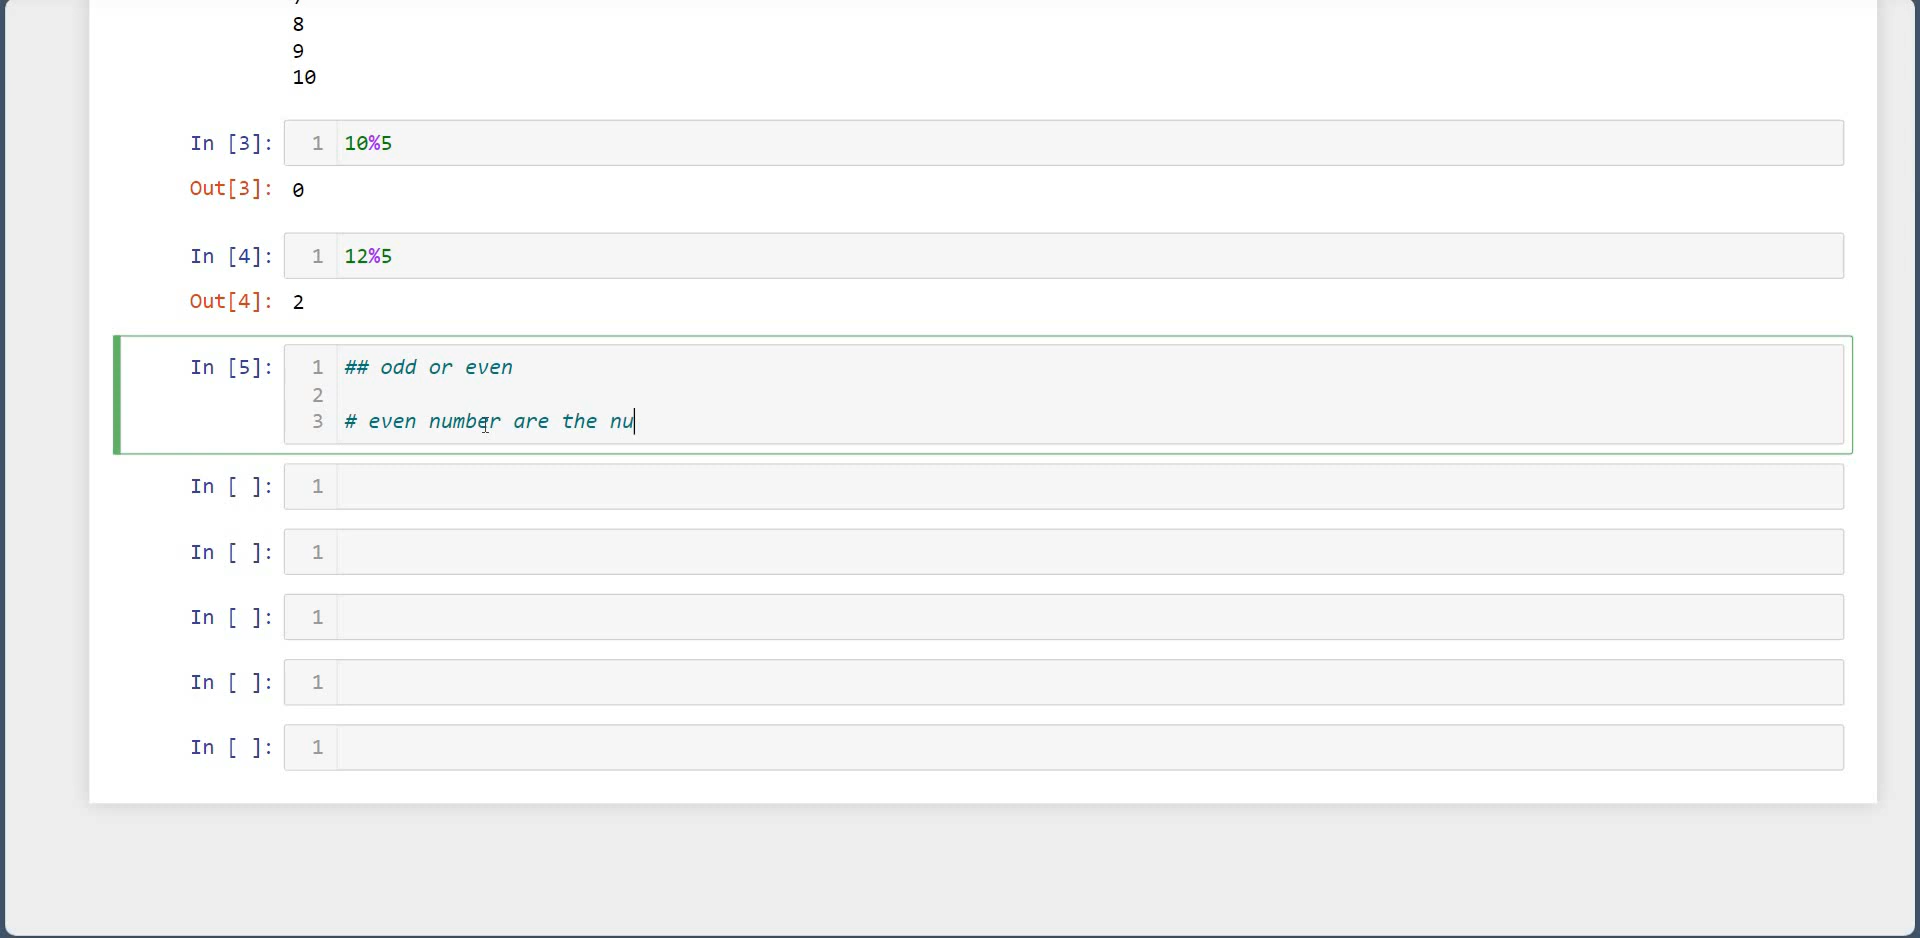 8
9
10
In [3]: 1 10%5
Out[3]: 0
In [4]: 1 12%5
Out[4]: 2
In [5]: 1 ## odd or even
2
3 # even number are the nu
In [ ]: 1
In [ ]: 1
In [ ]: 1
In [ ]: 1
In [ ]: 1